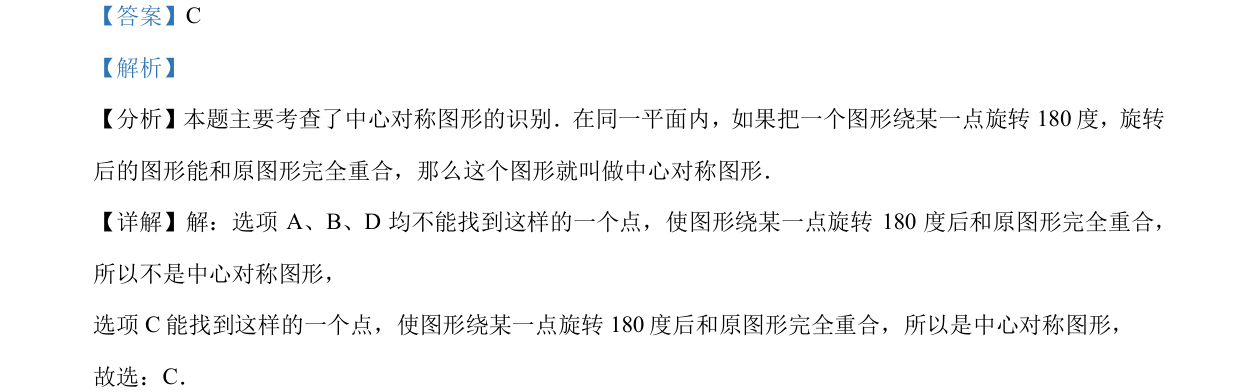 【答案】C
【解析】
【分析】本题主要考查了中心对称图形的识别．在同一平面内，如果把一个图形绕某一点旋转 180 度，旋转
后的图形能和原图形完全重合，那么这个图形就叫做中心对称图形．
【详解】解：选项 A、B、D 均不能找到这样的一个点，使图形绕某一点旋转 180 度后和原图形完全重合，
所以不是中心对称图形，
选项 C 能找到这样的一个点，使图形绕某一点旋转 180 度后和原图形完全重合，所以是中心对称图形，
故选：C．